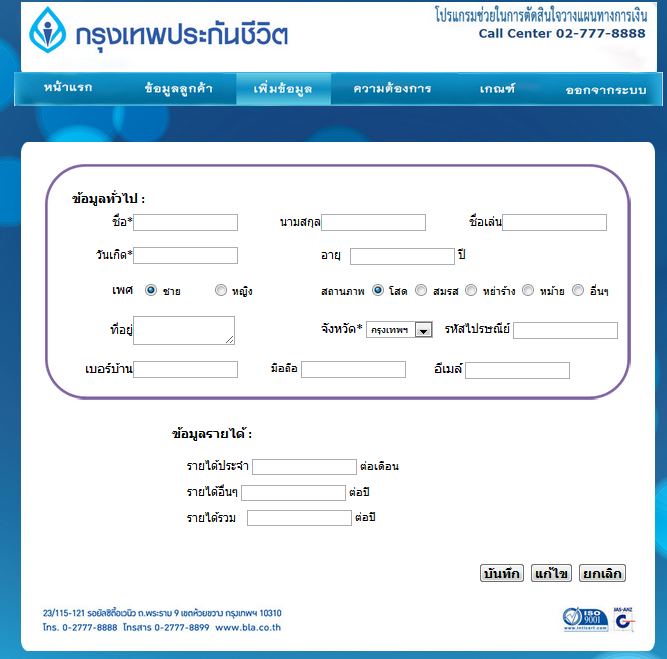 กรุงเทพประกันชีวิต
โปรแกรมช่วยในการตัดสินใจวางแผนทางการเงิน
Call Center 02-777-8888
หน้าแรก ข้อมูลลูกค้า เพิ่มข้อมูล ความต้องการ เกณฑ์ ออกจากระบบ
ข้อมูลทั่วไป :
ชื่อ* นามสกุล ชื่อเล่น
วันเกิด* อายุ ปี
เพศ ชาย หญิง สถานภาพ โสด สมรส หย่าร้าง หม้าย อื่นๆ
ที่อยู่ จังหวัด* กรุงเทพฯ รหัสไปรษณีย์
เบอร์บ้าน มือถือ อีเมล์
ข้อมูลรายได้ :
รายได้ประจำ ต่อเดือน
รายได้อื่นๆ ต่อปี
รายได้รวม ต่อปี
บันทึก แก้ไข ยกเลิก
23/115-121 รอยัลซิตี้อเวนิว ถ.พระราม 9 เขตห้วยขวาง กรุงเทพฯ 10310
โทร. 0-2777-8888 โทรสาร 0-2777-8899 www.bla.co.th
ISO
9001
www.intlcert.com
JAS-ANZ